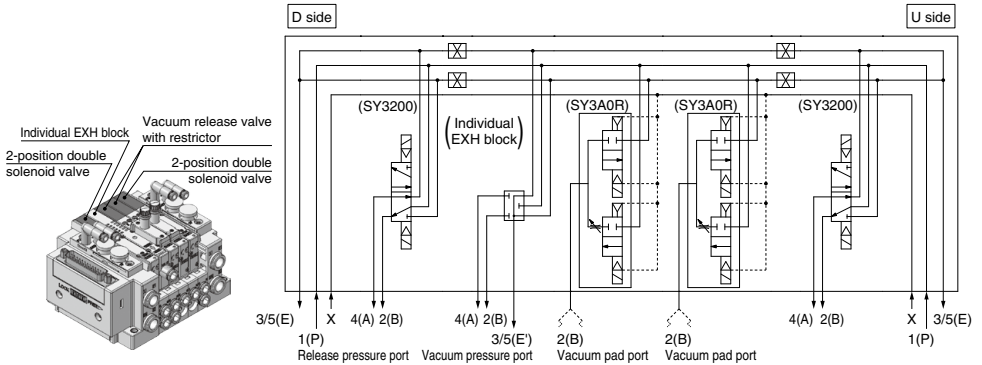 D side
U side
Individual EXH block
Vacuum release valve
with restrictor
2-position double
solenoid valve
2-position double
solenoid valve
(SY3200)
(Individual
EXH block)
(SY3A0R)
(SY3A0R)
(SY3200)
3/5(E)
1(P)
X
4(A) 2(B)
4(A) 2(B)
3/5(E')
2(B)
2(B)
4(A) 2(B)
X
1(P)
3/5(E)
Release pressure port
Vacuum pressure port
Vacuum pad port
Vacuum pad port